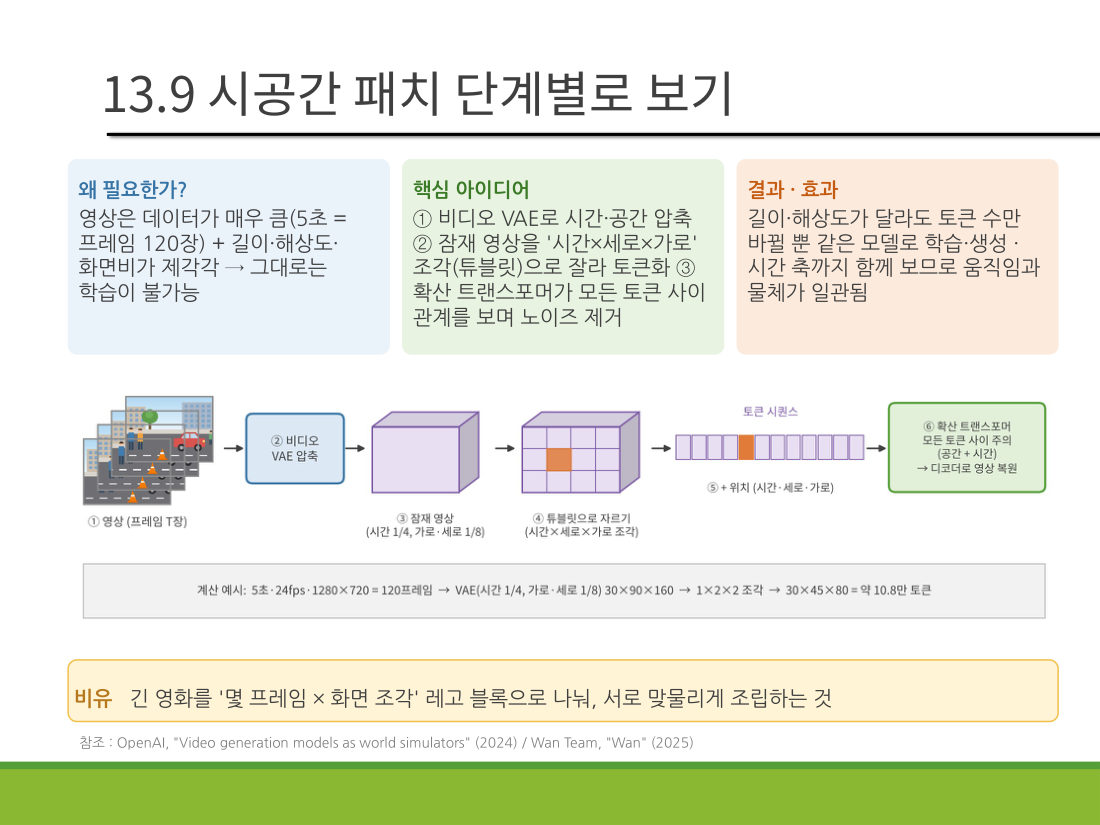 13.9 시공간 패치 단계별로 보기
왜 필요한가?
영상은 데이터가 매우 큼(5초 =
프레임 120장) + 길이·해상도·
화면비가 제각각 → 그대로는
학습이 불가능
핵심 아이디어
① 비디오 VAE로 시간·공간 압축
② 잠재 영상을 '시간×세로×가로'
조각(튜블릿)으로 잘라 토큰화 ③
확산 트랜스포머가 모든 토큰 사이
관계를 보며 노이즈 제거
결과 · 효과
길이·해상도가 달라도 토큰 수만
바뀔 뿐 같은 모델로 학습·생성 ·
시간 축까지 함께 보므로 움직임과
물체가 일관됨
① 영상 (프레임 T장)
② 비디오
VAE 압축
③ 잠재 영상
(시간 1/4, 가로·세로 1/8)
④ 튜블릿으로 자르기
(시간×세로×가로 조각)
토큰 시퀀스
⑤ + 위치 (시간·세로·가로)
⑥ 확산 트랜스포머
모든 토큰 사이 주의
(공간 + 시간)
→ 디코더로 영상 복원
계산 예시: 5초·24fps·1280×720 = 120프레임 → VAE(시간 1/4, 가로·세로 1/8) 30×90×160 → 1×2×2 조각 → 30×45×80 = 약 10.8만 토큰
비유 긴 영화를 '몇 프레임 × 화면 조각' 레고 블록으로 나눠, 서로 맞물리게 조립하는 것
참조 : OpenAI, "Video generation models as world simulators" (2024) / Wan Team, "Wan" (2025)